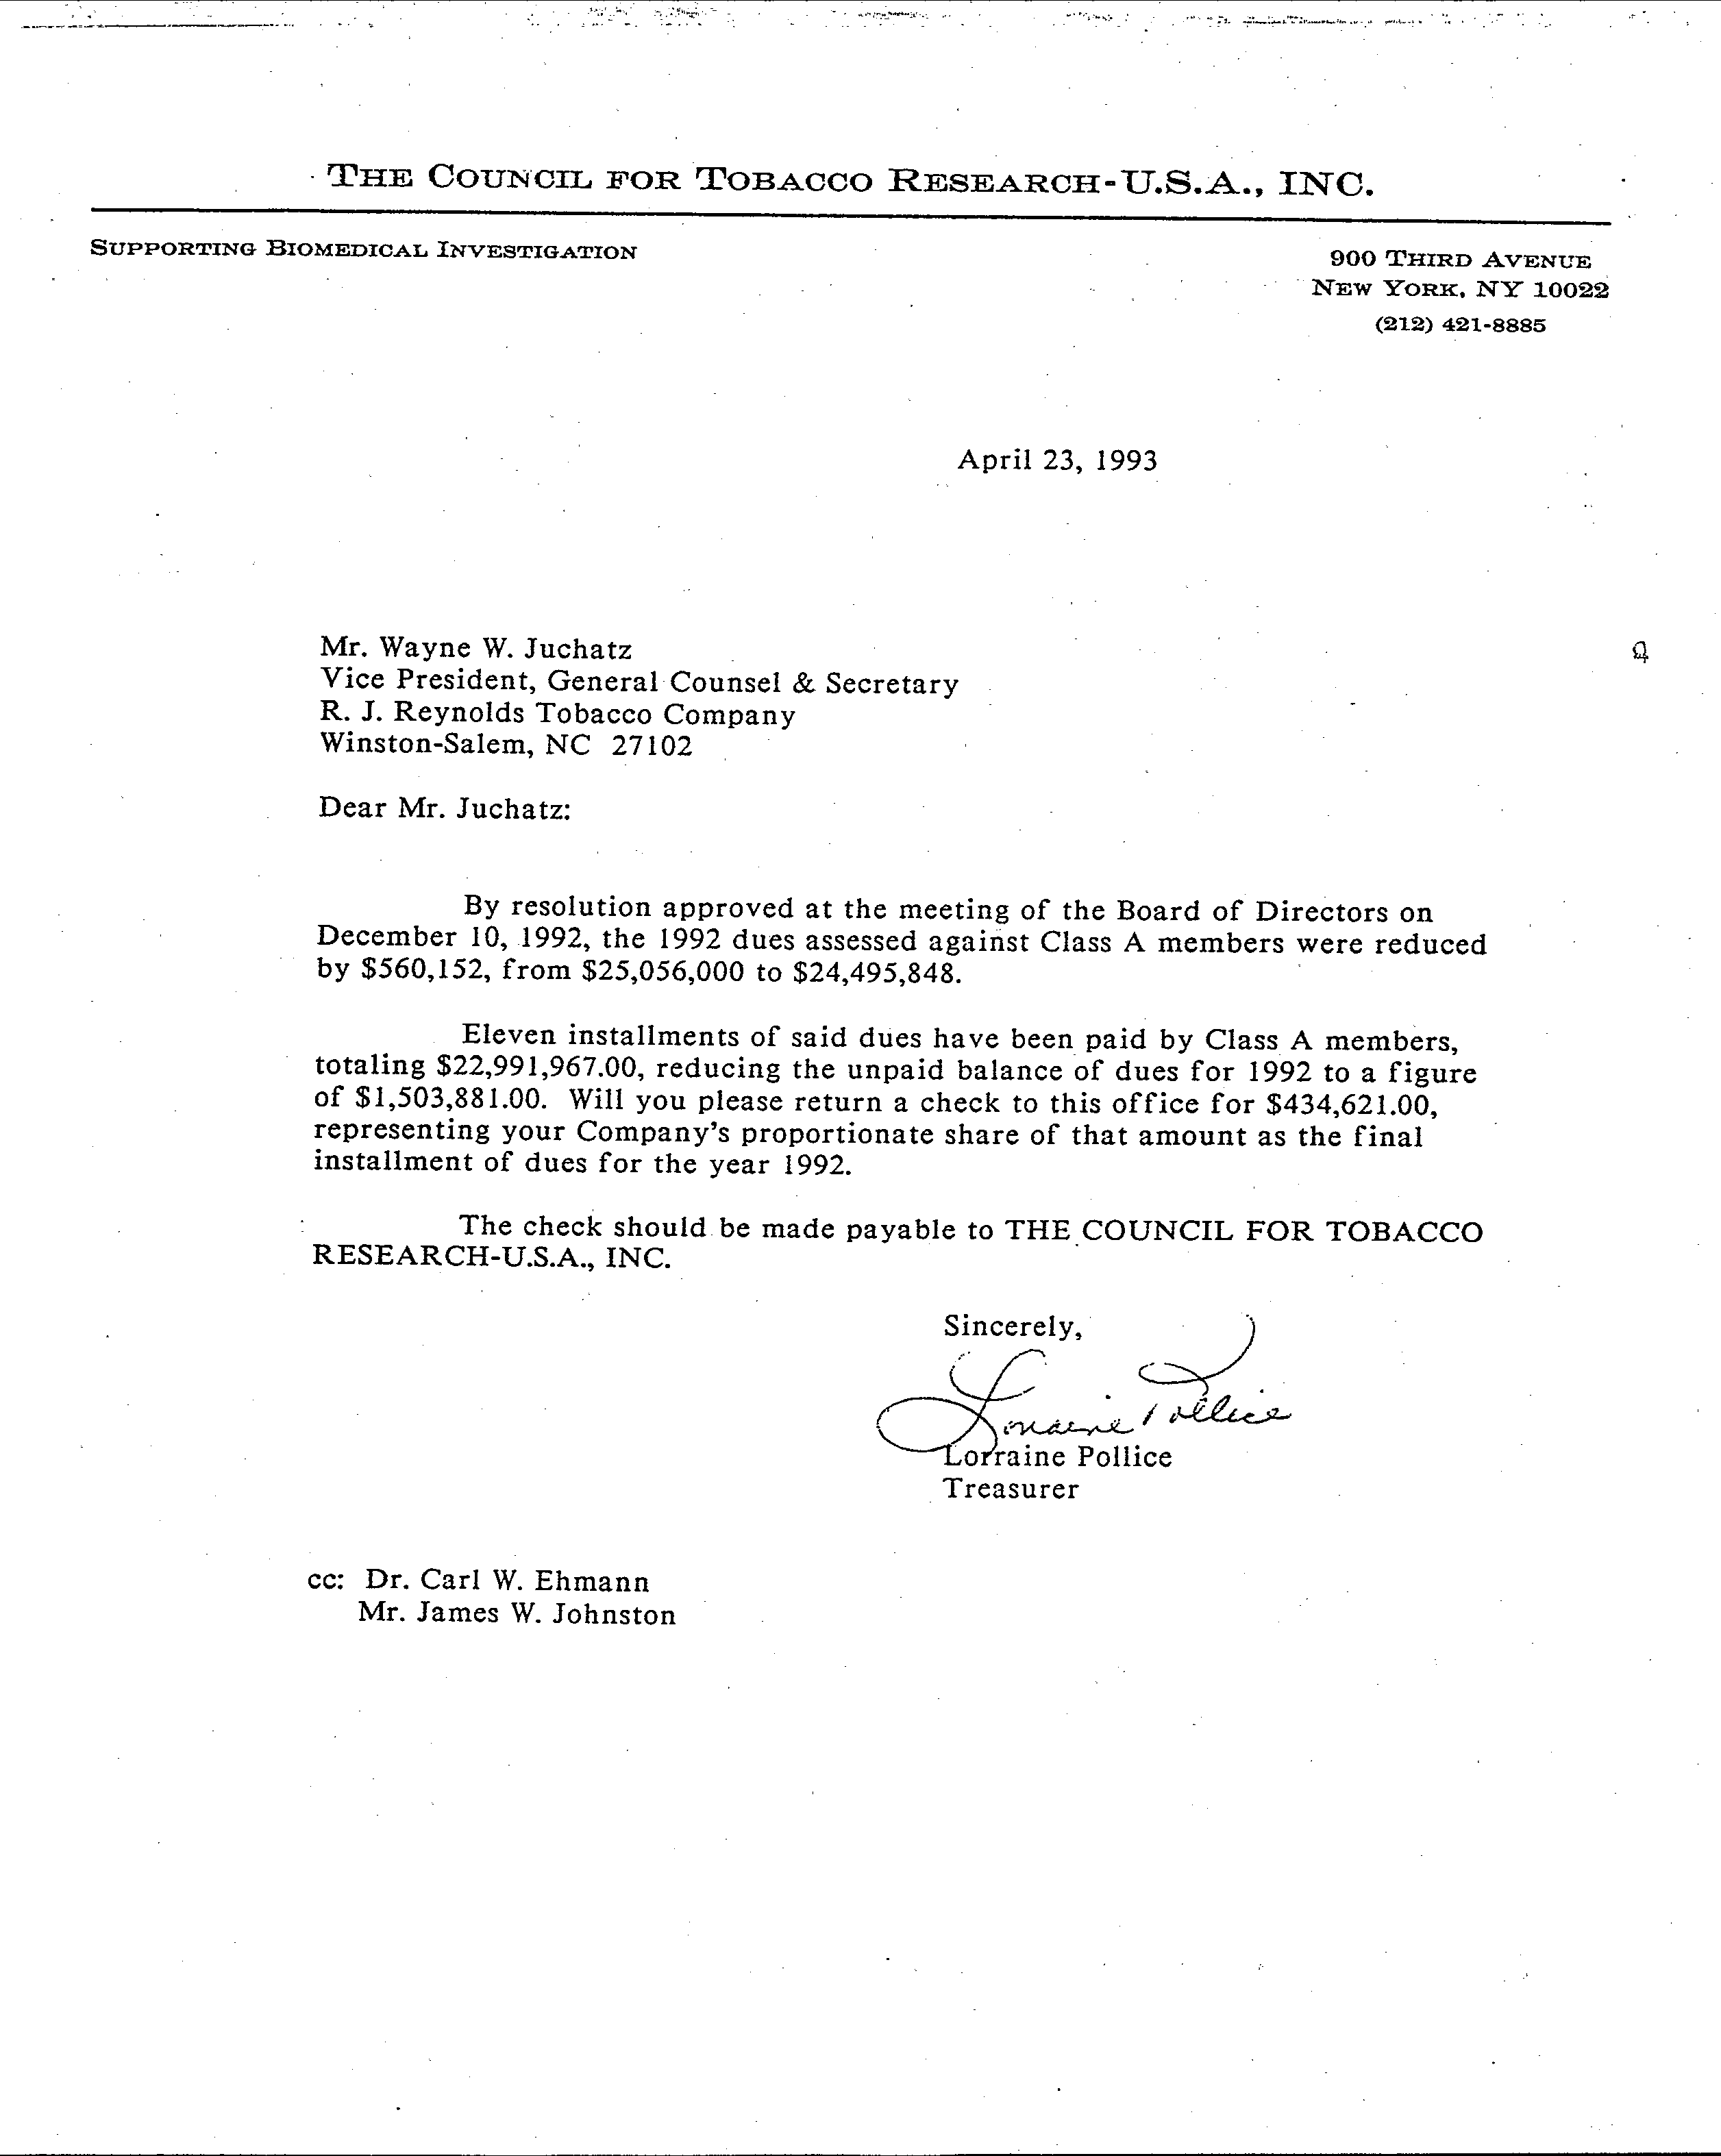 THE COUNCIL FOR TOBACCO RESEARCH-U.S.A., INC.
SUPPORTING BIOMEDICAL INVESTIGATION
900 THIRD AVENUE
NEW YORK, NY 10022
(212) 421-8885
April 23, 1993
Mr. Wayne W. Juchatz
Vice President, General Counsel & Secretary
R. J. Reynolds Tobacco Company
Winston-Salem, NC 27102
Dear Mr. Juchatz:
By resolution approved at the meeting of the Board of Directors on
December 10, 1992, the 1992 dues assessed against Class A members were reduced
by $560,152, from $25,056,000 to $24,495,848.
Eleven installments of said dues have been paid by Class A members,
totaling $22,991,967.00, reducing the unpaid balance of dues for 1992 to a figure
of $1,503,881.00. Will you please return a check to this office for $434,621.00,
representing your Company's proportionate share of that amount as the final
installment of dues for the year 1992.
The check should be made payable to THE COUNCIL FOR TOBACCO
RESEARCH-U.S.A., INC.
Sincerely,
Lorraine Pollice
Lorraine Pollice
Treasurer
cc: Dr. Carl W. Ehmann
Mr. James W. Johnston